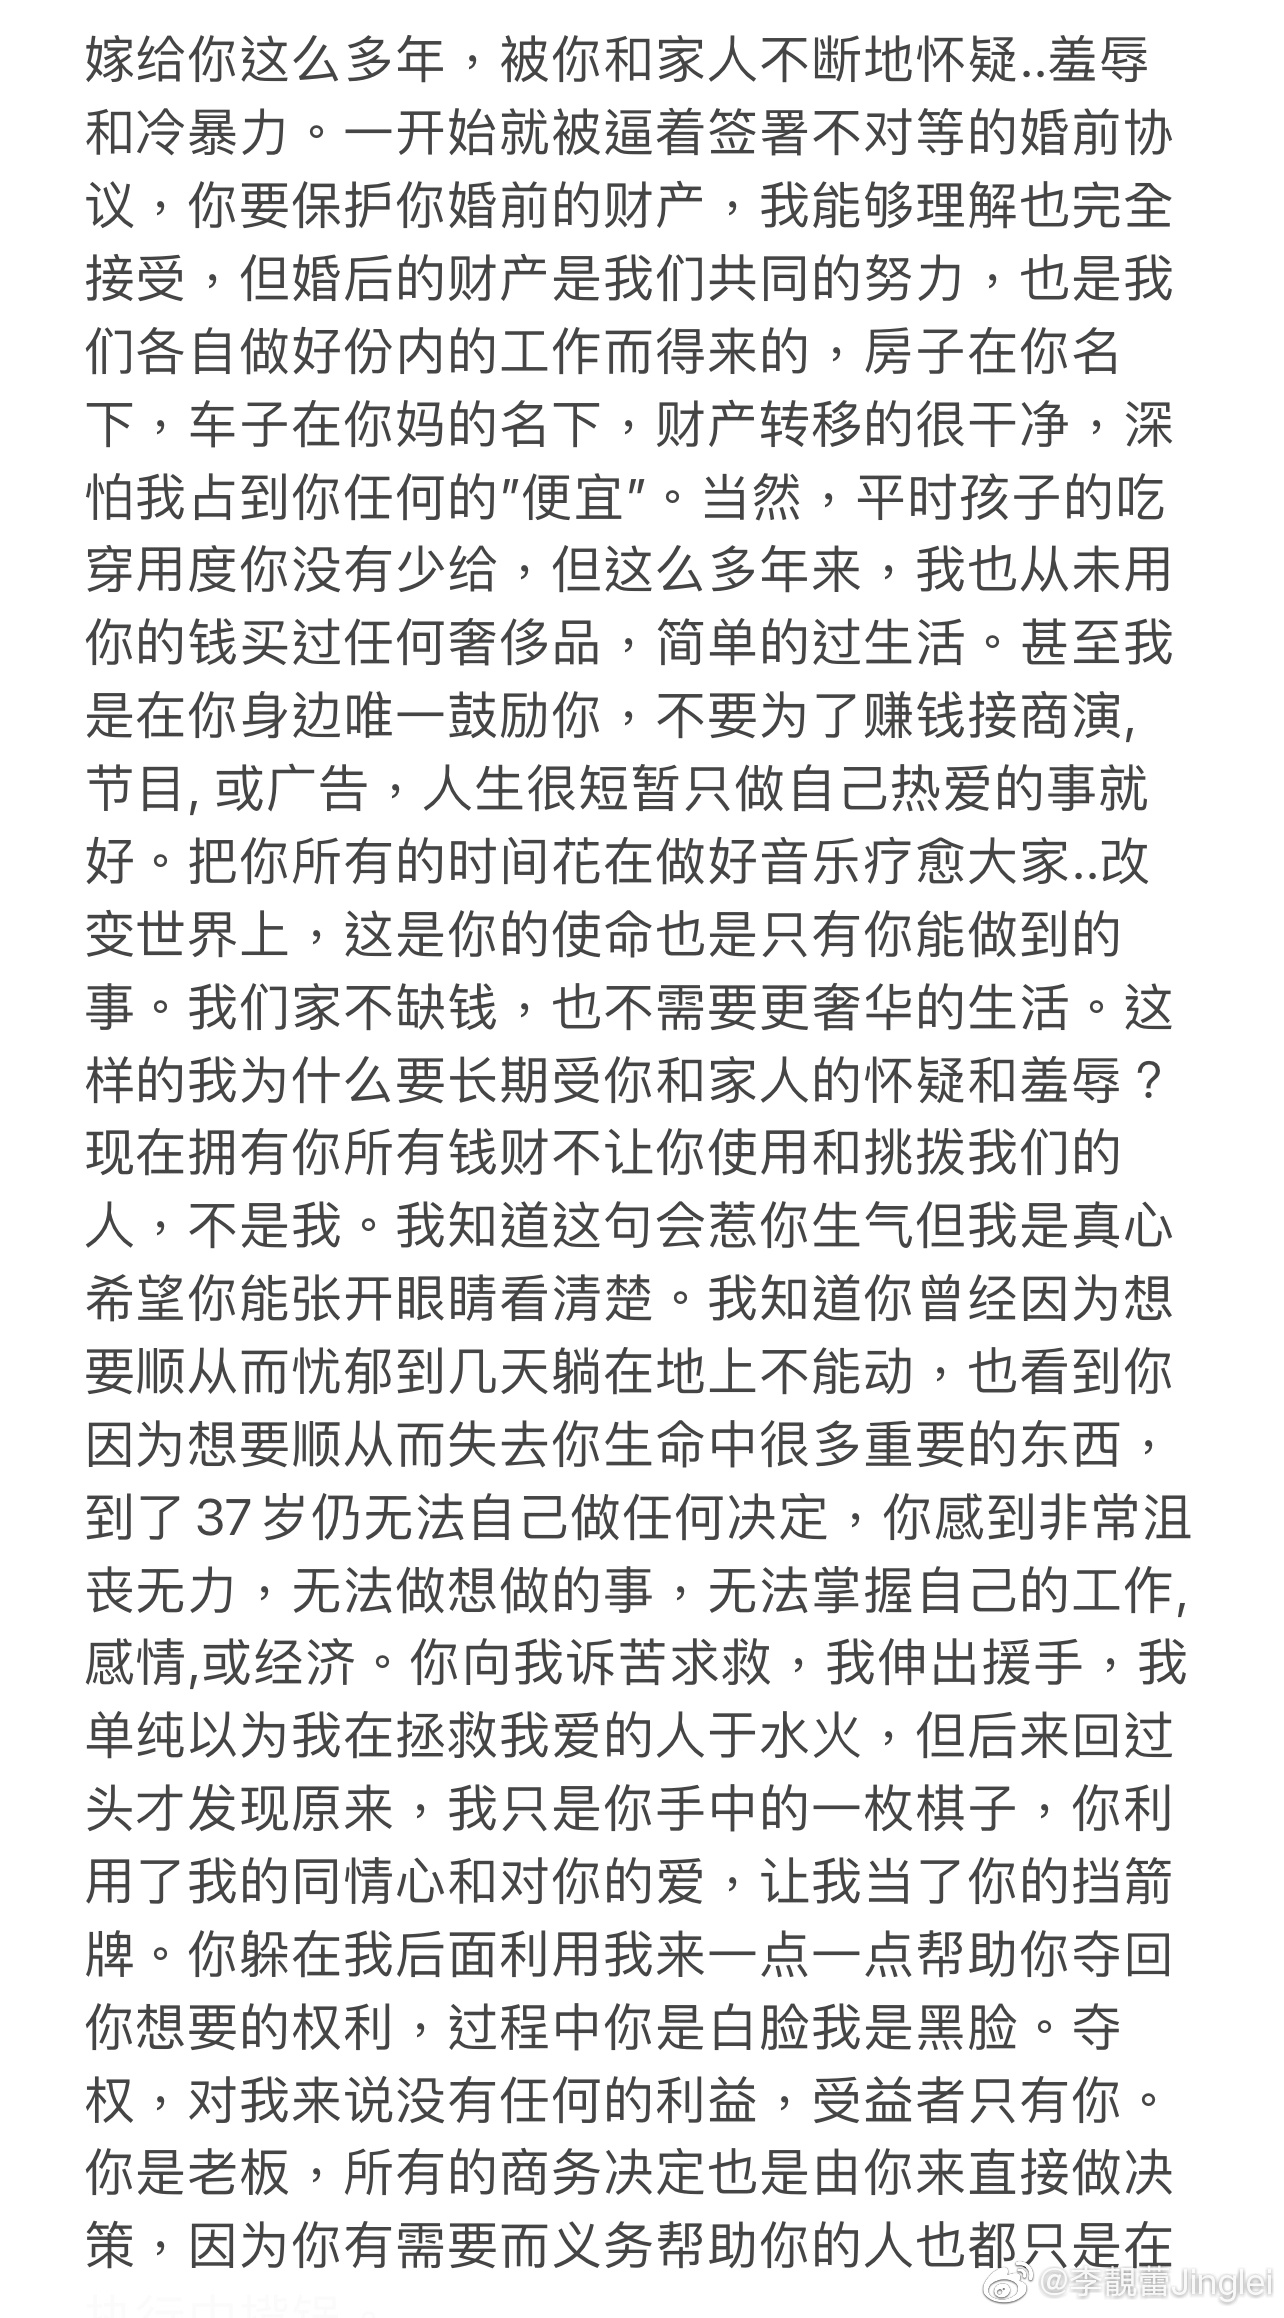 嫁给你这么多年，被你和家人不断地怀疑..羞辱
和冷暴力。一开始就被逼着签署不对等的婚前协
议，你要保护你婚前的财产，我能够理解也完全
接受，但婚后的财产是我们共同的努力，也是我
们各自做好份内的工作而得来的，房子在你名
下，车子在你妈的名下，财产转移的很干净，深
怕我占到你任何的″便宜″。当然，平时孩子的吃
穿用度你没有少给，但这么多年来，我也从未用
你的钱买过任何奢侈品，简单的过生活。甚至我
是在你身边唯一鼓励你，不要为了赚钱接商演,
节目, 或广告，人生很短暂只做自己热爱的事就
好。把你所有的时间花在做好音乐疗愈大家..改
变世界上，这是你的使命也是只有你能做到的
事。我们家不缺钱，也不需要更奢华的生活。这
样的我为什么要长期受你和家人的怀疑和羞辱？
现在拥有你所有钱财不让你使用和挑拨我们的
人，不是我。我知道这句会惹你生气但我是真心
希望你能张开眼睛看清楚。我知道你曾经因为想
要顺从而忧郁到几天躺在地上不能动，也看到你
因为想要顺从而失去你生命中很多重要的东西，
到了 37 岁仍无法自己做任何决定，你感到非常沮
丧无力，无法做想做的事，无法掌握自己的工作,
感情,或经济。你向我诉苦求救，我伸出援手，我
单纯以为我在拯救我爱的人于水火，但后来回过
头才发现原来，我只是你手中的一枚棋子，你利
用了我的同情心和对你的爱，让我当了你的挡箭
牌。你躲在我后面利用我来一点一点帮助你夺回
你想要的权利，过程中你是白脸我是黑脸。夺
权，对我来说没有任何的利益，受益者只有你。
你是老板，所有的商务决定也是由你来直接做决
策，因为你有需要而义务帮助你的人也都只是在
@李靚蕾Jinglei